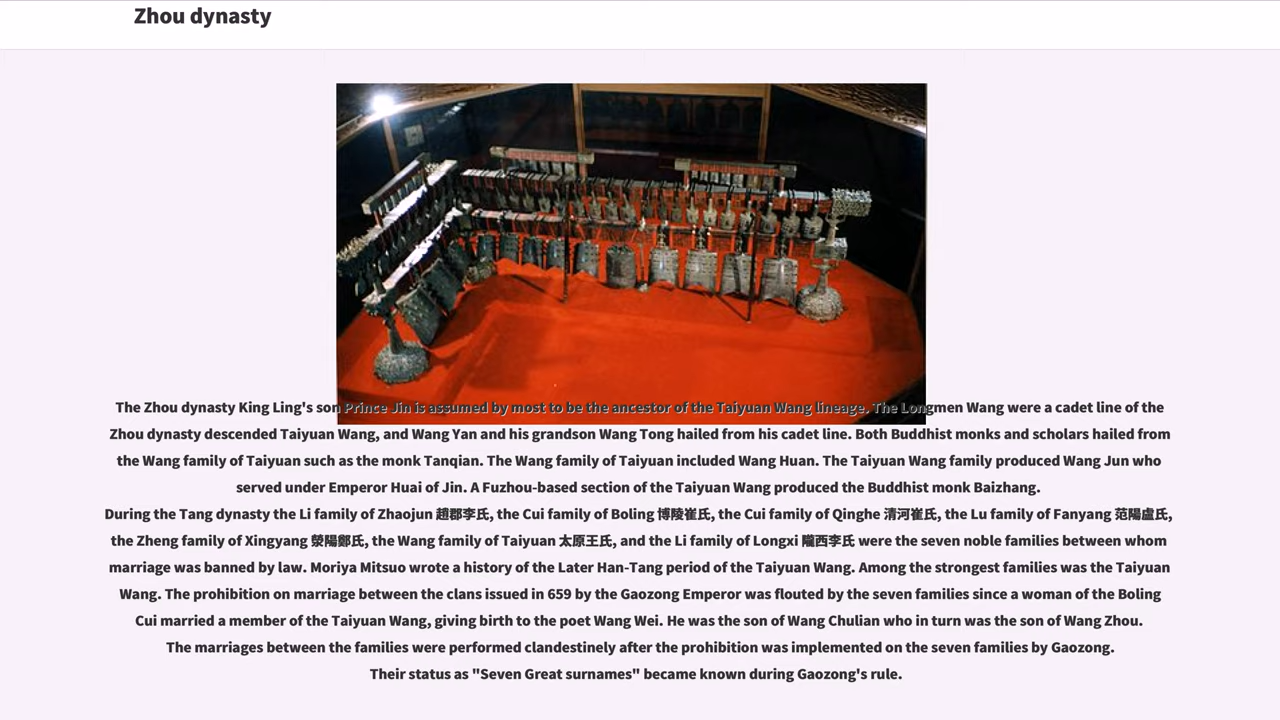 Zhou dynasty
The Zhou dynasty King Ling's son Prince Jin is assumed by most to be the ancestor of the Taiyuan Wang lineage. The Longmen Wang were a cadet line of the
Zhou dynasty descended Taiyuan Wang, and Wang Yan and his grandson Wang Tong hailed from his cadet line. Both Buddhist monks and scholars hailed from
the Wang family of Taiyuan such as the monk Tanqian. The Wang family of Taiyuan included Wang Huan. The Taiyuan Wang family produced Wang Jun who
served under Emperor Huai of Jin. A Fuzhou-based section of the Taiyuan Wang produced the Buddhist monk Baizhang.
During the Tang dynasty the Li family of Zhaojun 趙郡李氏, the Cui family of Boling 博陵崔氏, the Cui family of Qinghe 清河崔氏, the Lu family of Fanyang 范陽盧氏,
the Zheng family of Xingyang 滎陽鄭氏, the Wang family of Taiyuan 太原王氏, and the Li family of Longxi 隴西李氏 were the seven noble families between whom
marriage was banned by law. Moriya Mitsuo wrote a history of the Later Han-Tang period of the Taiyuan Wang. Among the strongest families was the Taiyuan
Wang. The prohibition on marriage between the clans issued in 659 by the Gaozong Emperor was flouted by the seven families since a woman of the Boling
Cui married a member of the Taiyuan Wang, giving birth to the poet Wang Wei. He was the son of Wang Chulian who in turn was the son of Wang Zhou.
The marriages between the families were performed clandestinely after the prohibition was implemented on the seven families by Gaozong.
Their status as "Seven Great surnames" became known during Gaozong's rule.